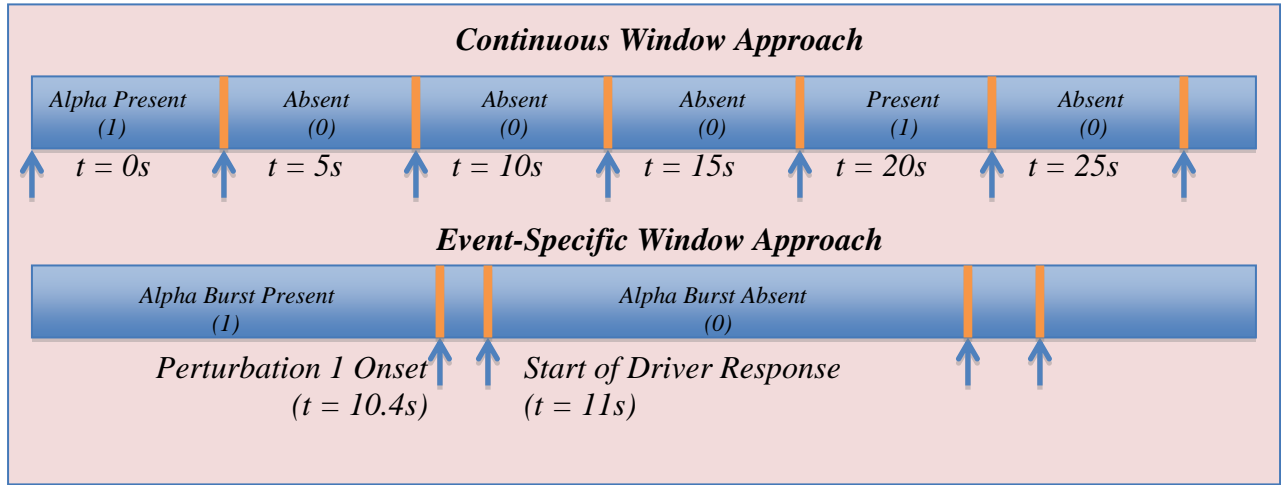 Continuous Window Approach
Alpha Present Absent Absent Absent Present Absent
(1) (0) (0) (0) (1) (0)
t = 0s t = 5s t = 10s t = 15s t = 20s t = 25s
Event-Specific Window Approach
Alpha Burst Present Alpha Burst Absent
(1) (0)
Perturbation 1 Onset Start of Driver Response
(t = 10.4s) (t = 11s)